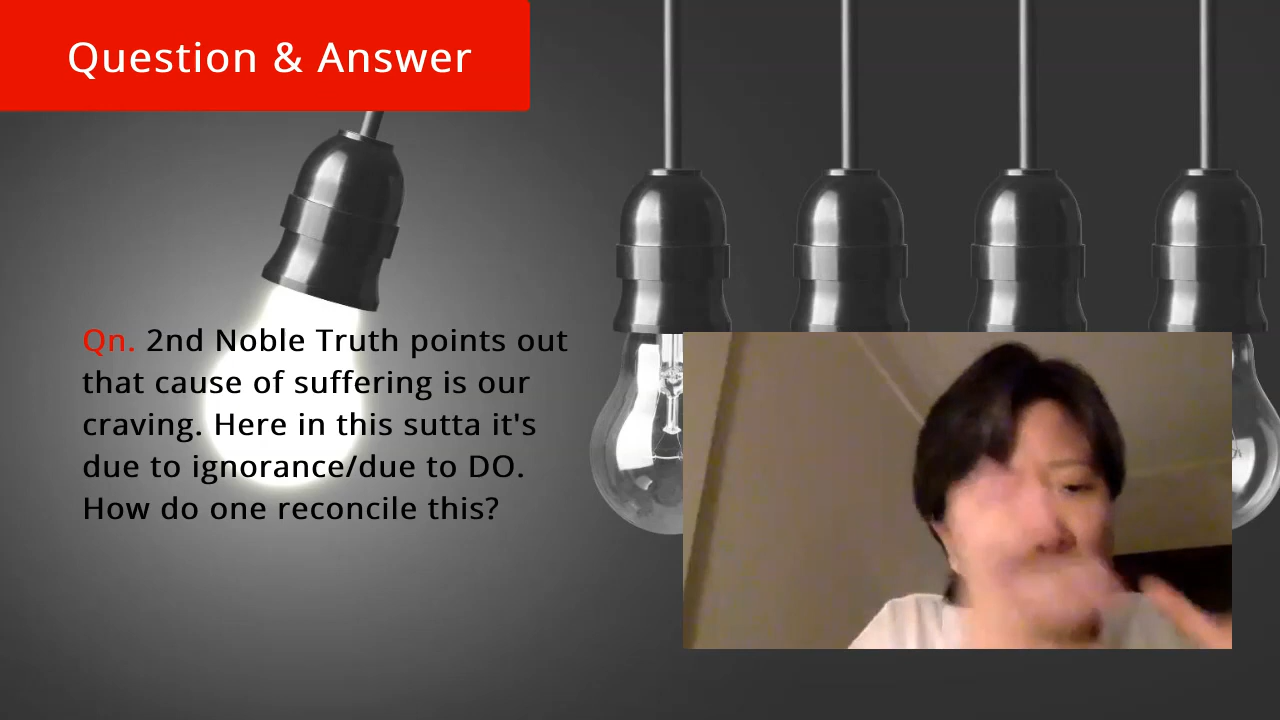 Question & Answer
Qn. 2nd Noble Truth points out
that cause of suffering is our
craving. Here in this sutta it's
due to ignorance/due to DO.
How do one reconcile this?